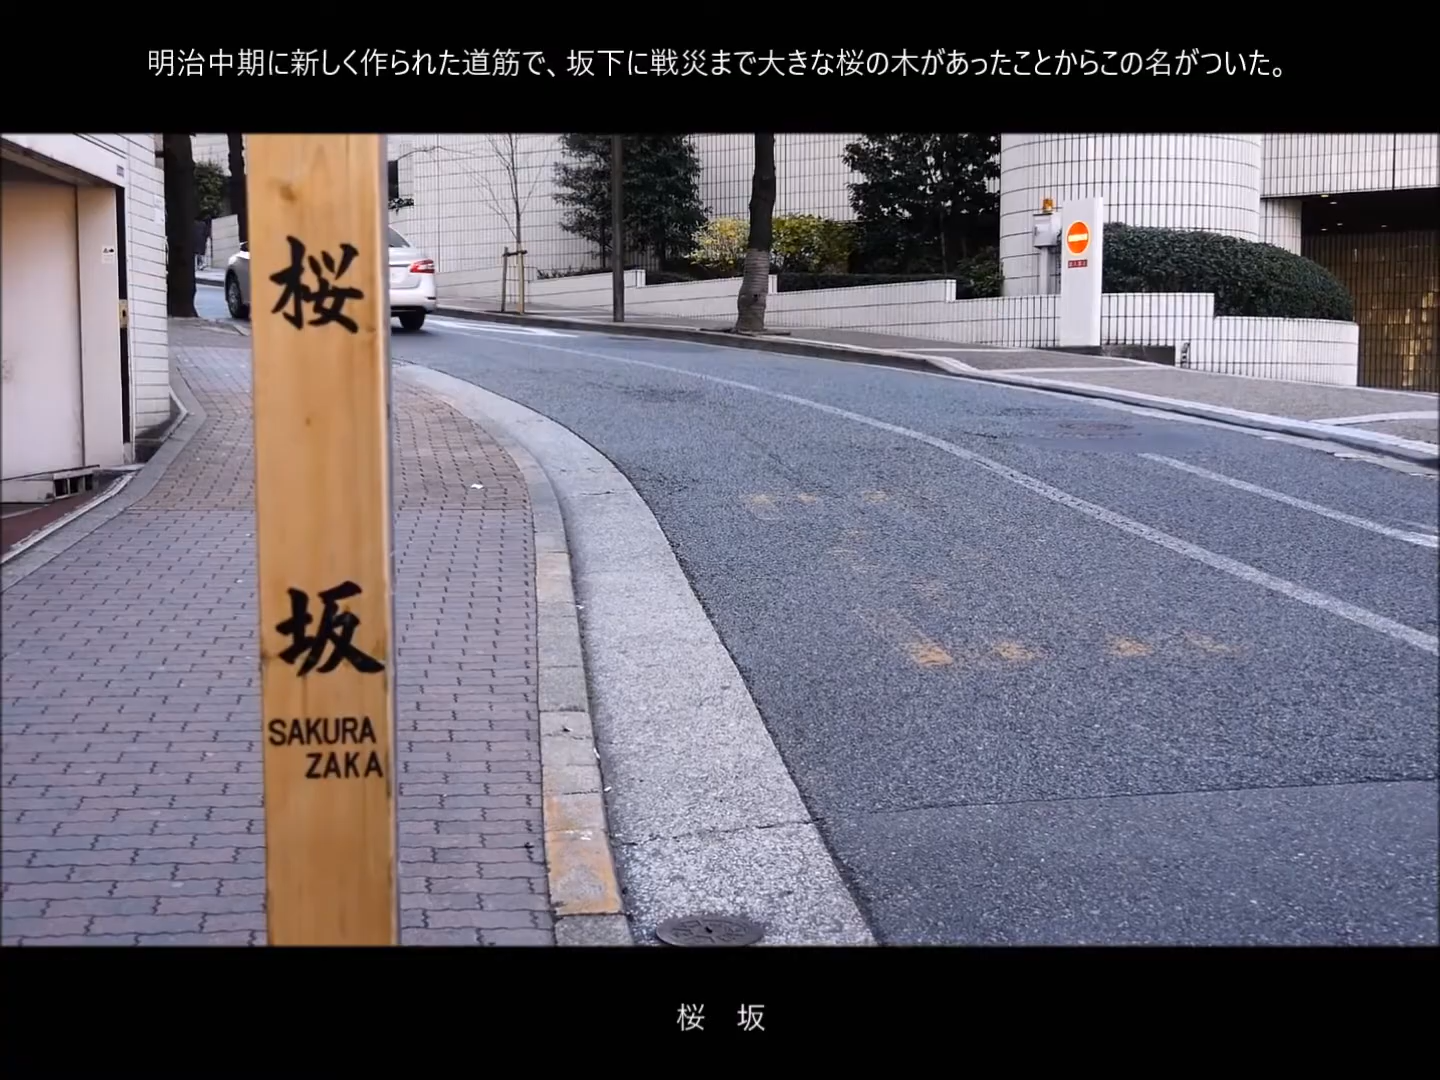 明治中期に新しく作られた道筋で、坂下に戦災まで大きな桜の木があったことからこの名がついた。
桜
坂
SAKURA
ZAKA
桜　坂